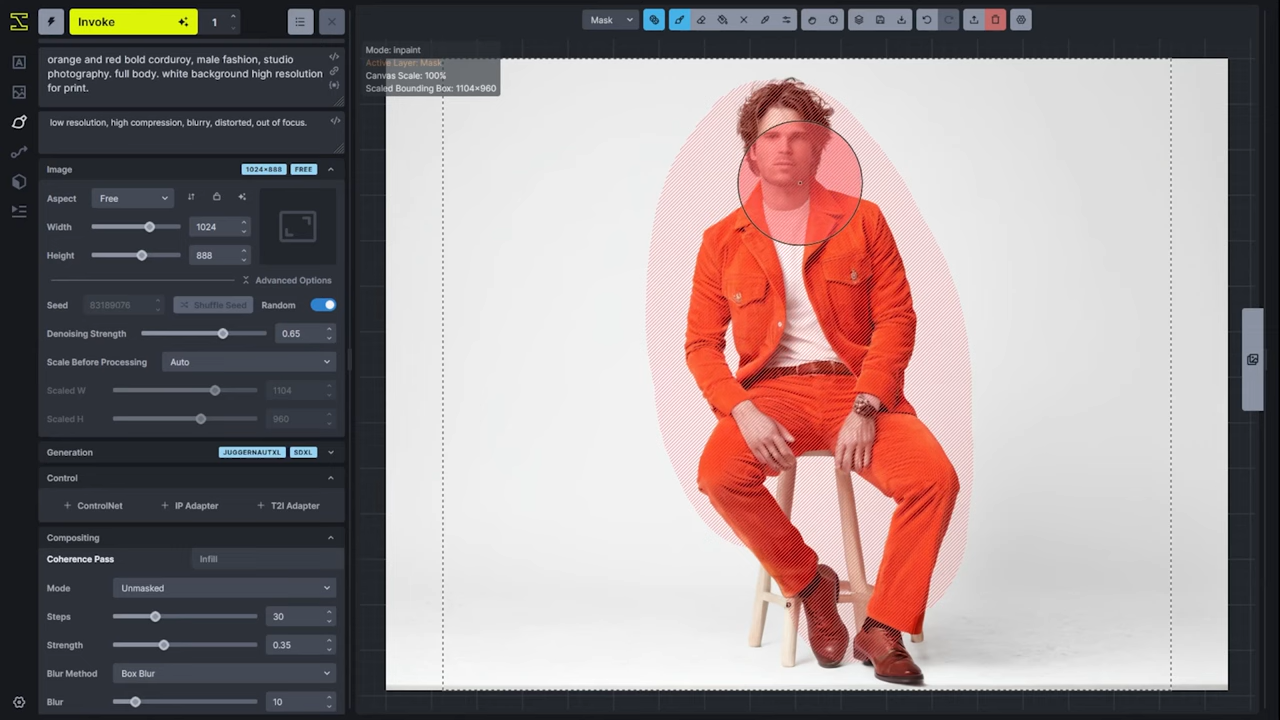 Invoke
1
Mask
orange and red bold corduroy, male fashion, studio
photography. full body. white background high resolution
for print.
low resolution, high compression, blurry, distorted, out of focus.
Mode: Inpaint
Active Layer: Mask
Canvas Scale: 100%
Scaled Bounding Box: 1104×960
Image
1024×888
FREE
Aspect
Free
Width
1024
Height
888
Advanced Options
Seed
83189078
Shuffle Seed
Random
Denoising Strength
0.65
Scale Before Processing
Auto
Scaled W
1104
Scaled H
960
Generation
JUGGERNAUTXL
SDXL
Control
+ ControlNet
+ IP Adapter
+ T2I Adapter
Compositing
Coherence Pass
Infill
Mode
Unmasked
Steps
30
Strength
0.35
Blur Method
Box Blur
Blur
10